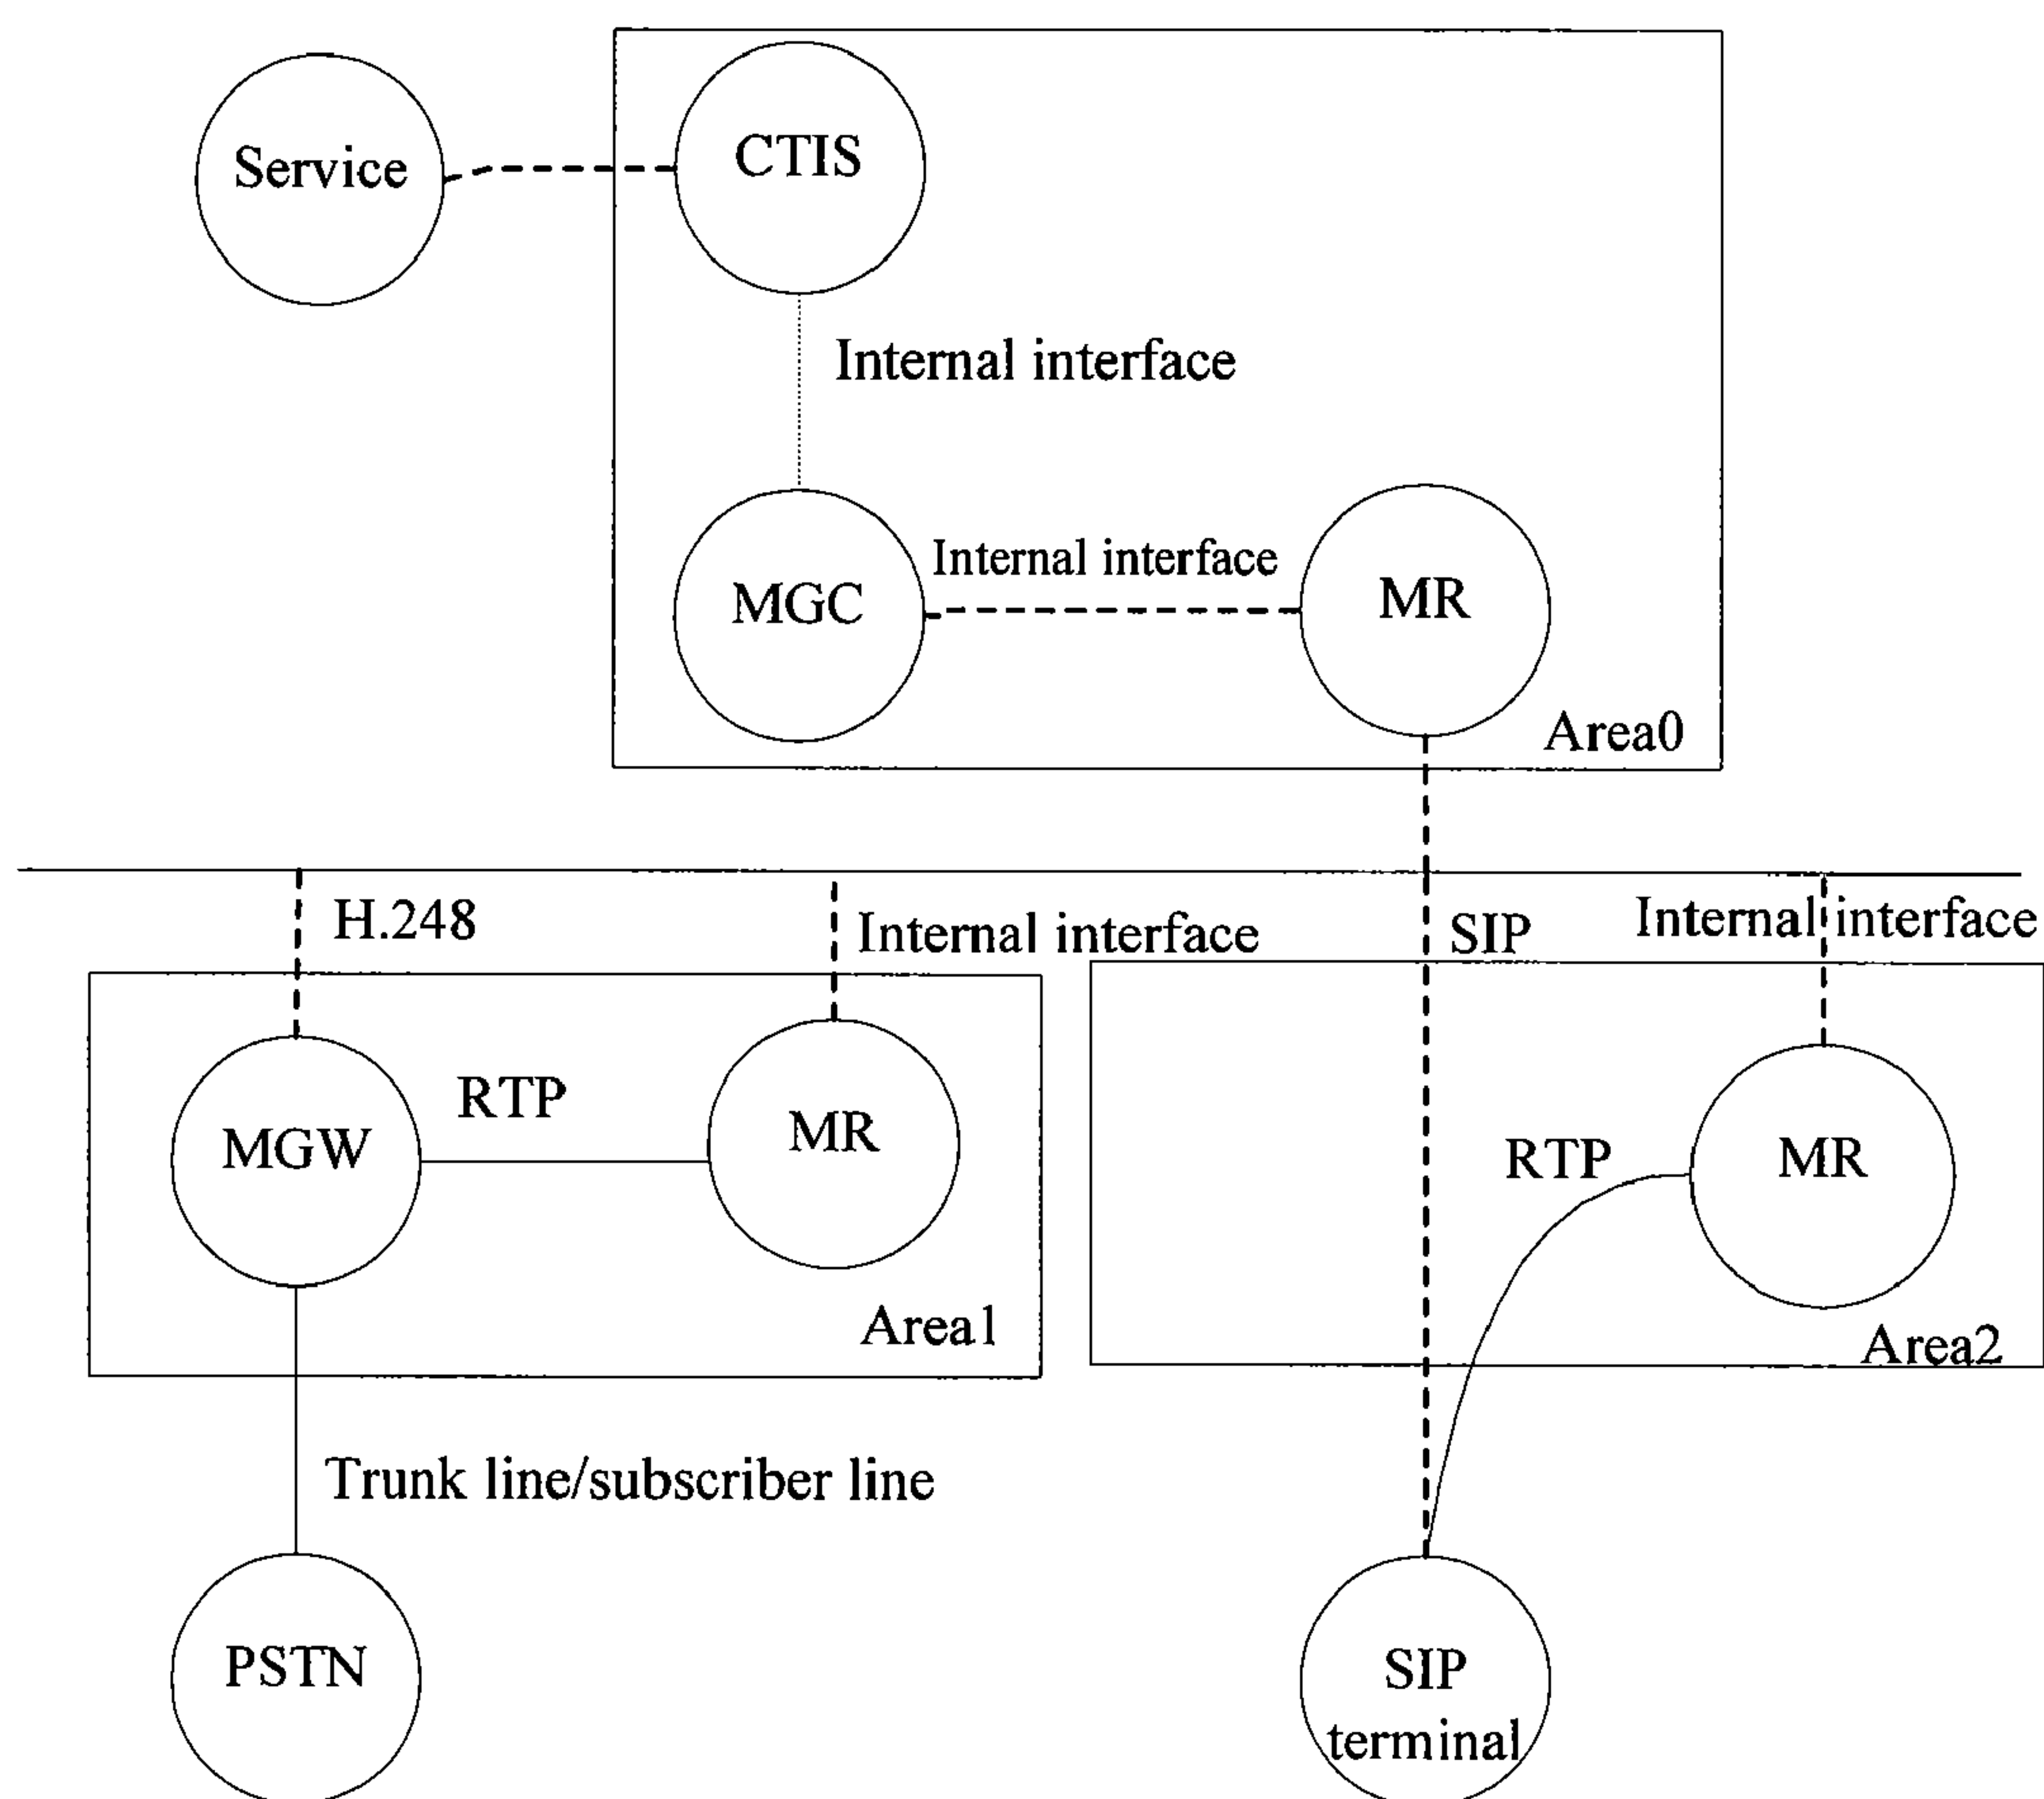 Service
CTIS
Internal interface
MGC
Internal interface
MR
Area0
H.248
Internal interface
SIP
Internal interface
MGW
RTP
MR
Area1
RTP
MR
Area2
Trunk line/subscriber line
PSTN
SIP
terminal